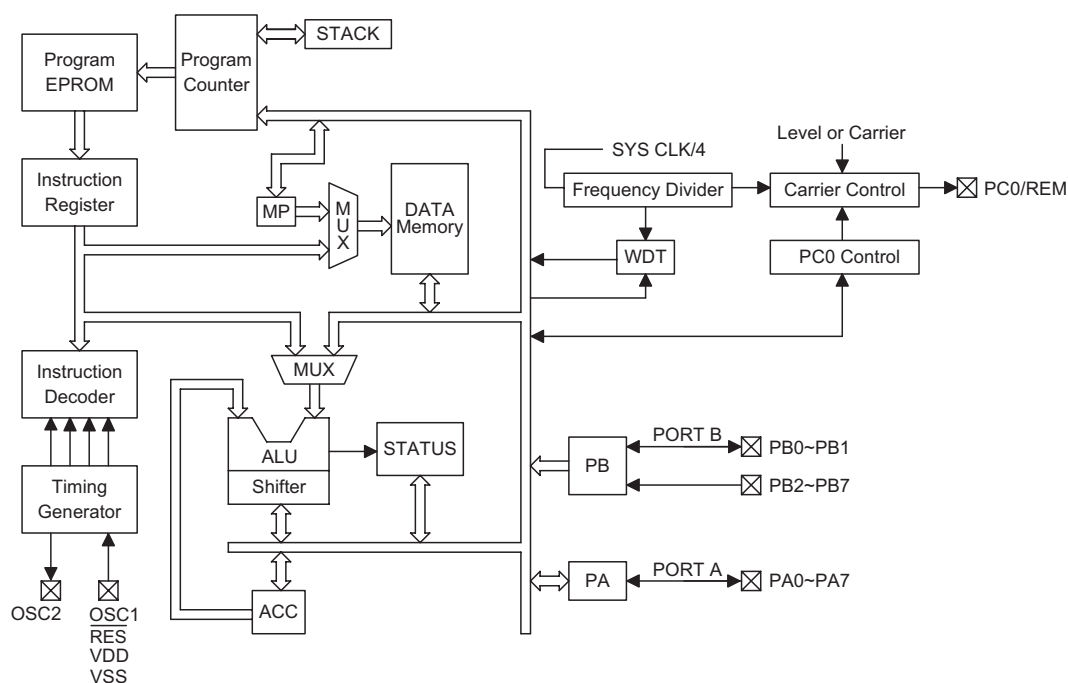 STACK
Program
EPROM
Program
Counter
SYS CLK/4
Level or Carrier
Instruction
Register
MP
MUX
DATA
Memory
Frequency Divider
Carrier Control
PC0/REM
WDT
PC0 Control
Instruction
Decoder
MUX
ALU
Shifter
STATUS
PB
PORT B
PB0~PB1
PB2~PB7
Timing
Generator
PA
PORT A
PA0~PA7
ACC
OSC2
OSC1
RES
VDD
VSS